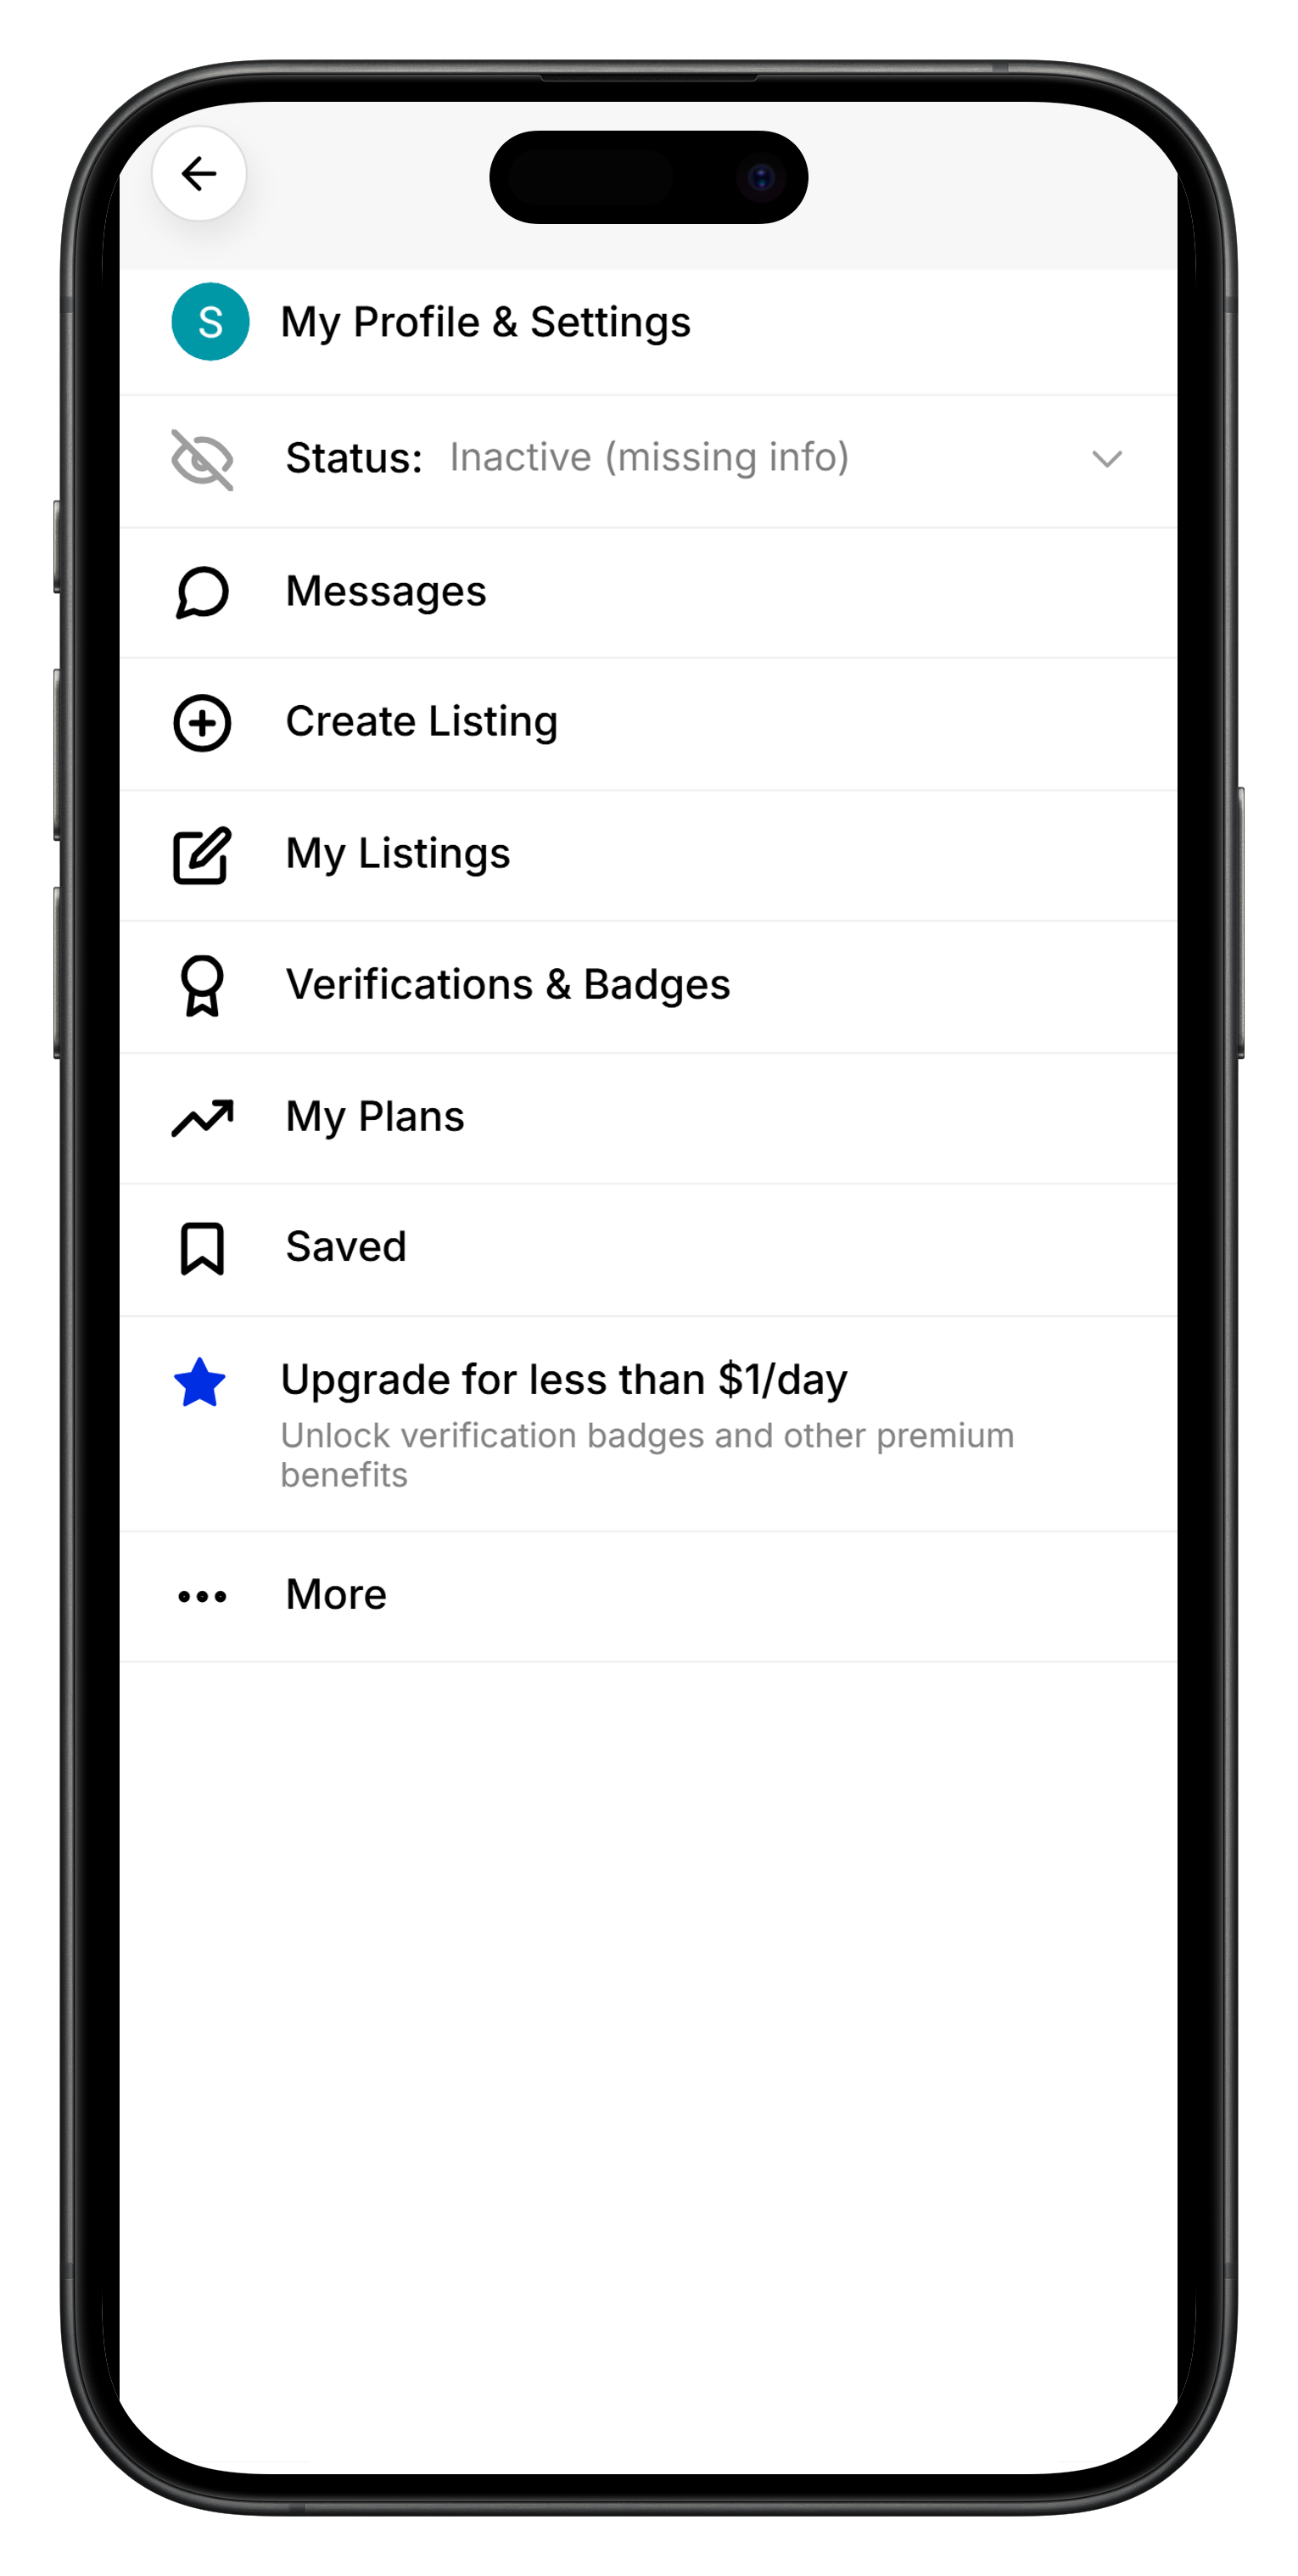 S
My Profile & Settings
Status: Inactive (missing info)
Messages
Create Listing
My Listings
Verifications & Badges
My Plans
Saved
Upgrade for less than $1/day
Unlock verification badges and other premium
benefits
More